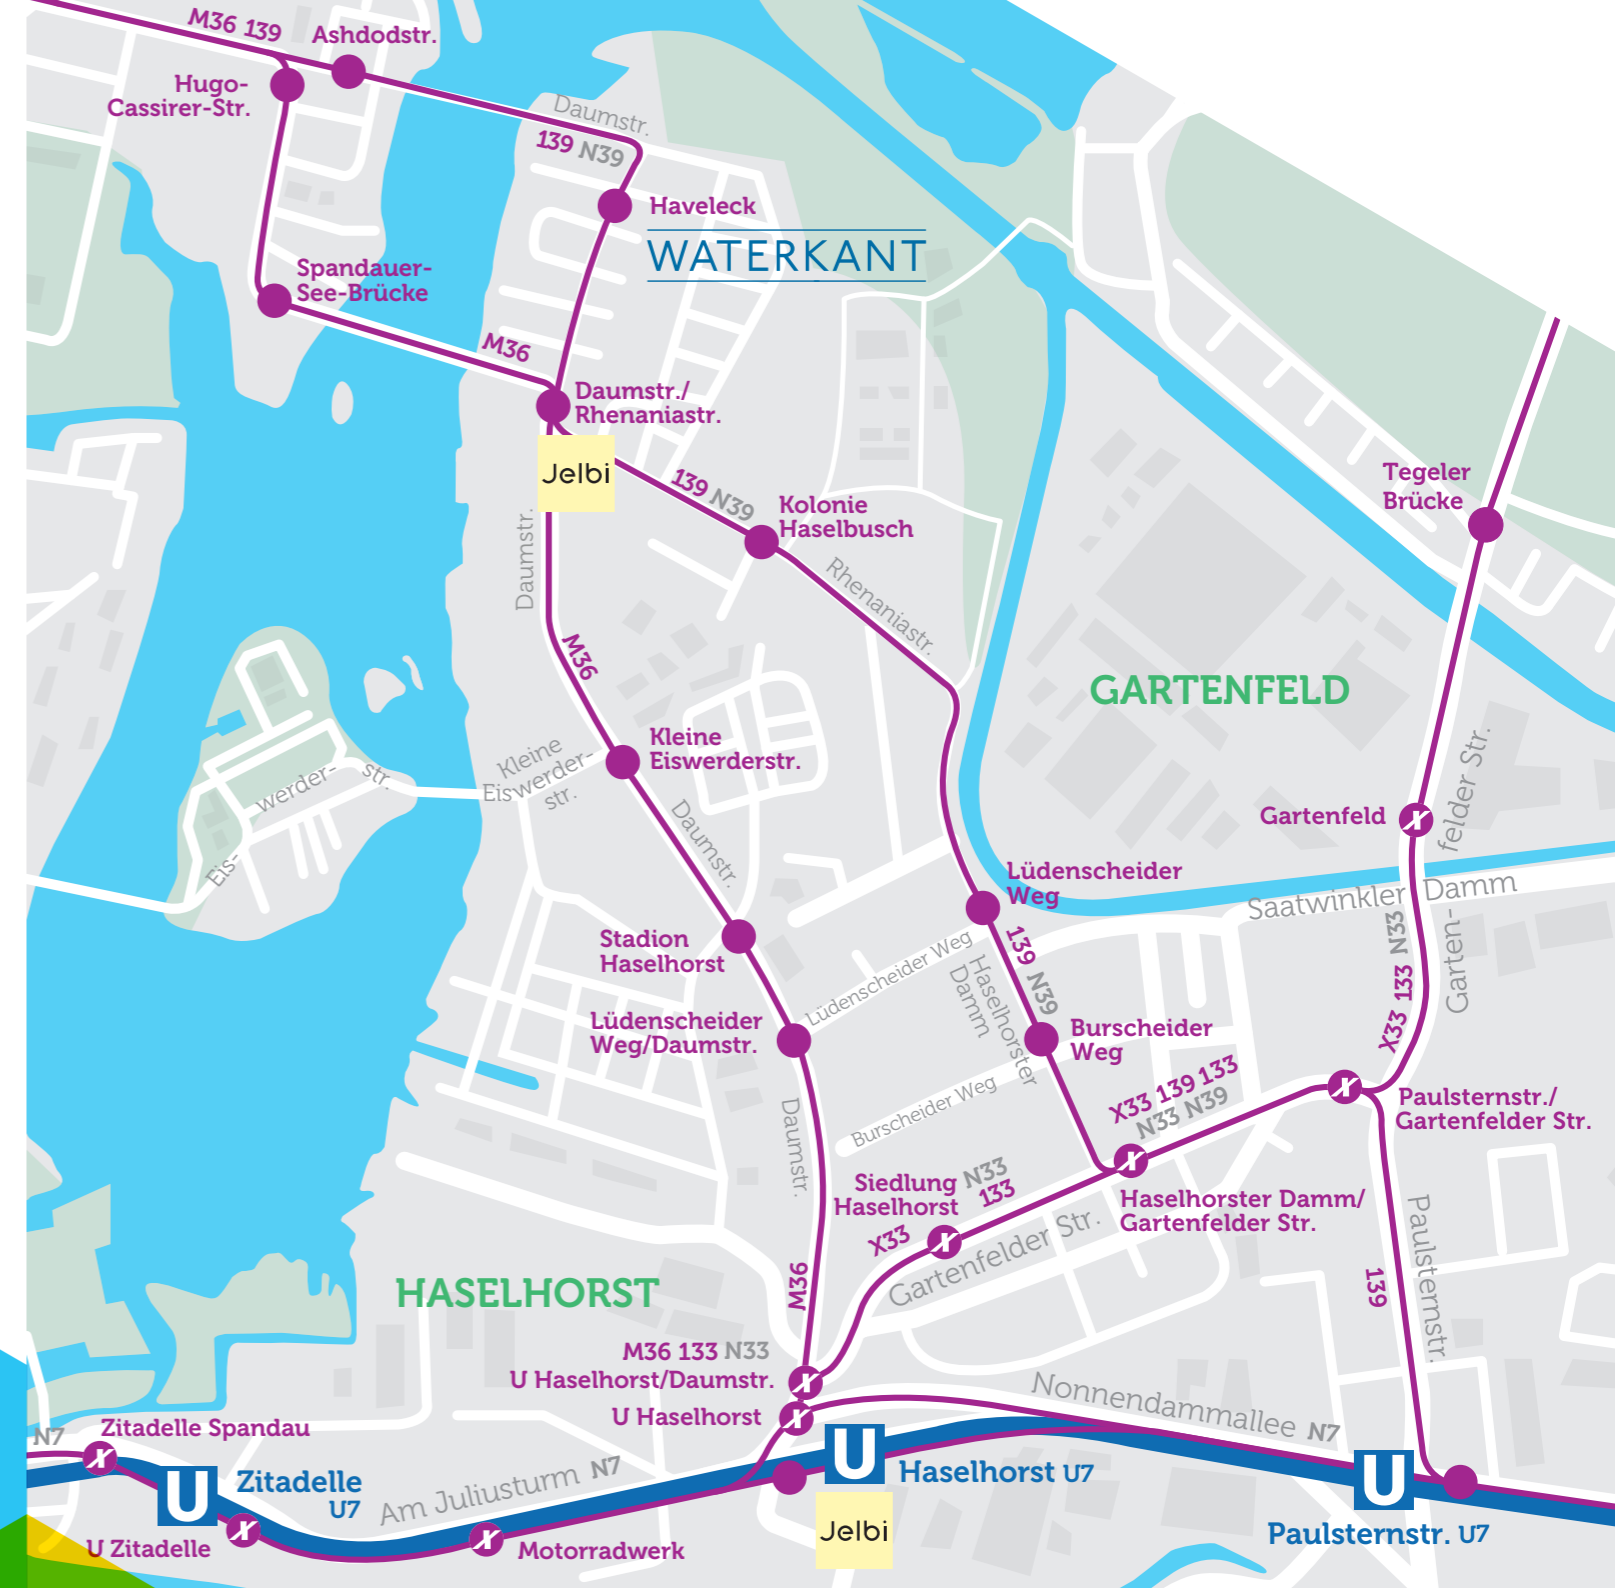 M36 139
Ashdodstr.
Hugo-
Cassirer-Str.
Daumstr.
139 N39
Haveleck
WATERKANT
Spandauer-
See-Brücke
M36
Daumstr./
Rhenaniastr.
Jelbi
139 N39
Kolonie
Haselbusch
Tegeler
Brücke
Daumstr.
Rhenaniastr.
M36
GARTENFELD
Kleine
Eiswerderstr.
Kleine
Eiswerder-
str.
Eis-
werder-
str.
Daumstr.
Gartenfeld
Garten-
felder Str.
Lüdenscheider
Weg
Saatwinkler Damm
Stadion
Haselhorst
Lüdenscheider Weg
139 N39
Haselhorster
Damm
X33 133 N33
Lüdenscheider
Weg/Daumstr.
Burscheider
Weg
Burscheider Weg
X33 139 133
N33 N39
Paulsternstr./
Gartenfelder Str.
Daumstr.
Siedlung
Haselhorst
N33
133
X33
Haselhorster Damm/
Gartenfelder Str.
Gartenfelder Str.
Paulsternstr.
139
HASELHORST
M36
M36 133 N33
U Haselhorst/Daumstr.
U Haselhorst
Nonnendammallee N7
N7
Zitadelle Spandau
U
Zitadelle
U7
U Zitadelle
Am Juliusturm N7
Motorradwerk
U
Haselhorst U7
Jelbi
U
Paulsternstr. U7